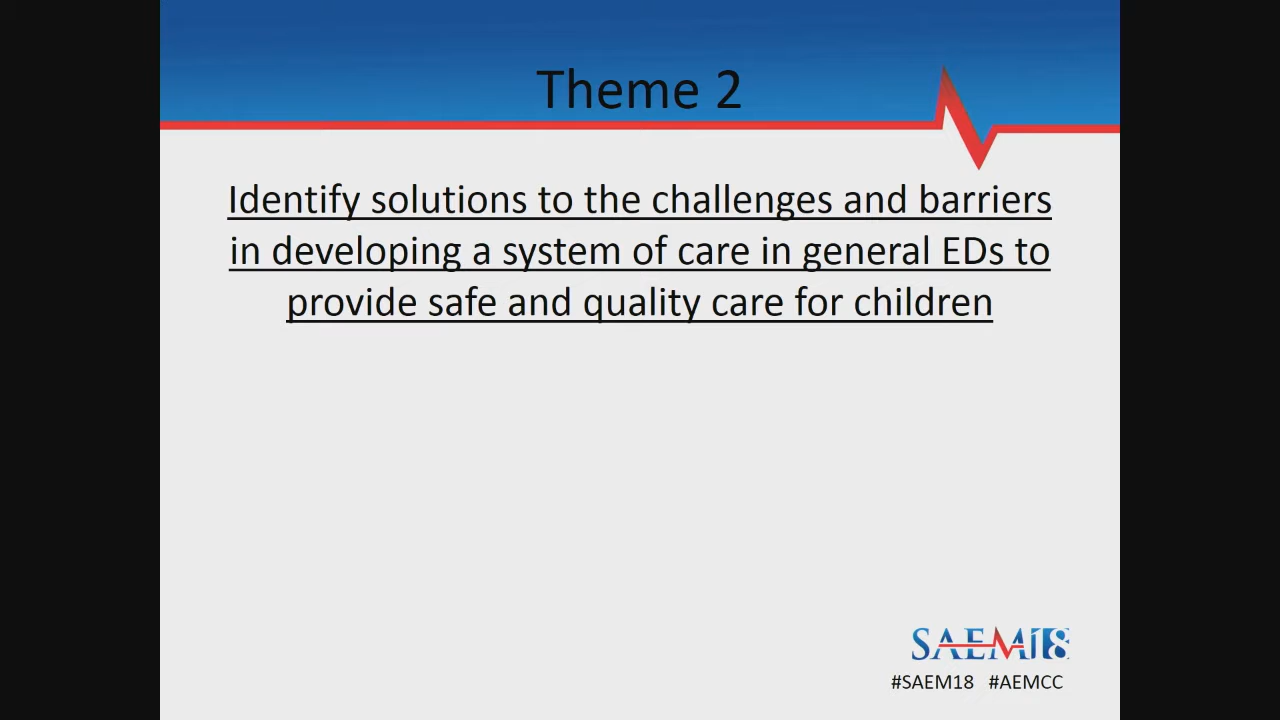 Theme 2
Identify solutions to the challenges and barriers
in developing a system of care in general EDs to
provide safe and quality care for children
SAEM18
#SAEM18 #AEMCC